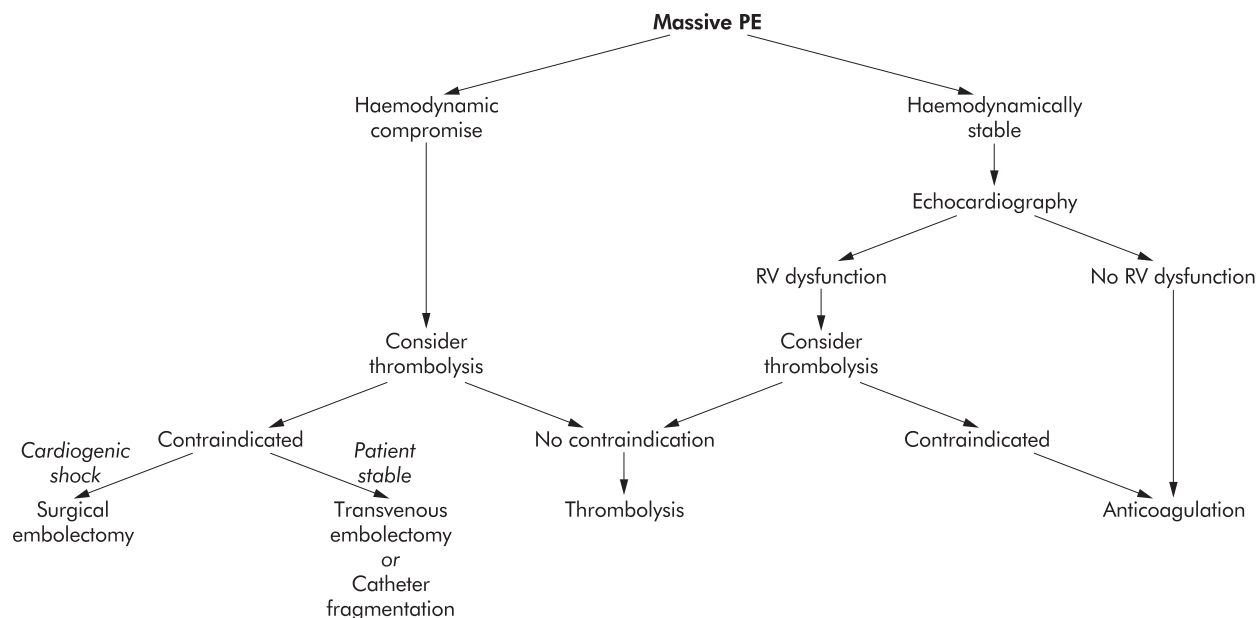 Massive PE
Haemodynamic
compromise
Haemodynamically
stable
Echocardiography
RV dysfunction
No RV dysfunction
Consider
thrombolysis
Consider
thrombolysis
Contraindicated
No contraindication
Contraindicated
Cardiogenic
shock
Patient
stable
Surgical
embolectomy
Transvenous
embolectomy
or
Catheter
fragmentation
Thrombolysis
Anticoagulation